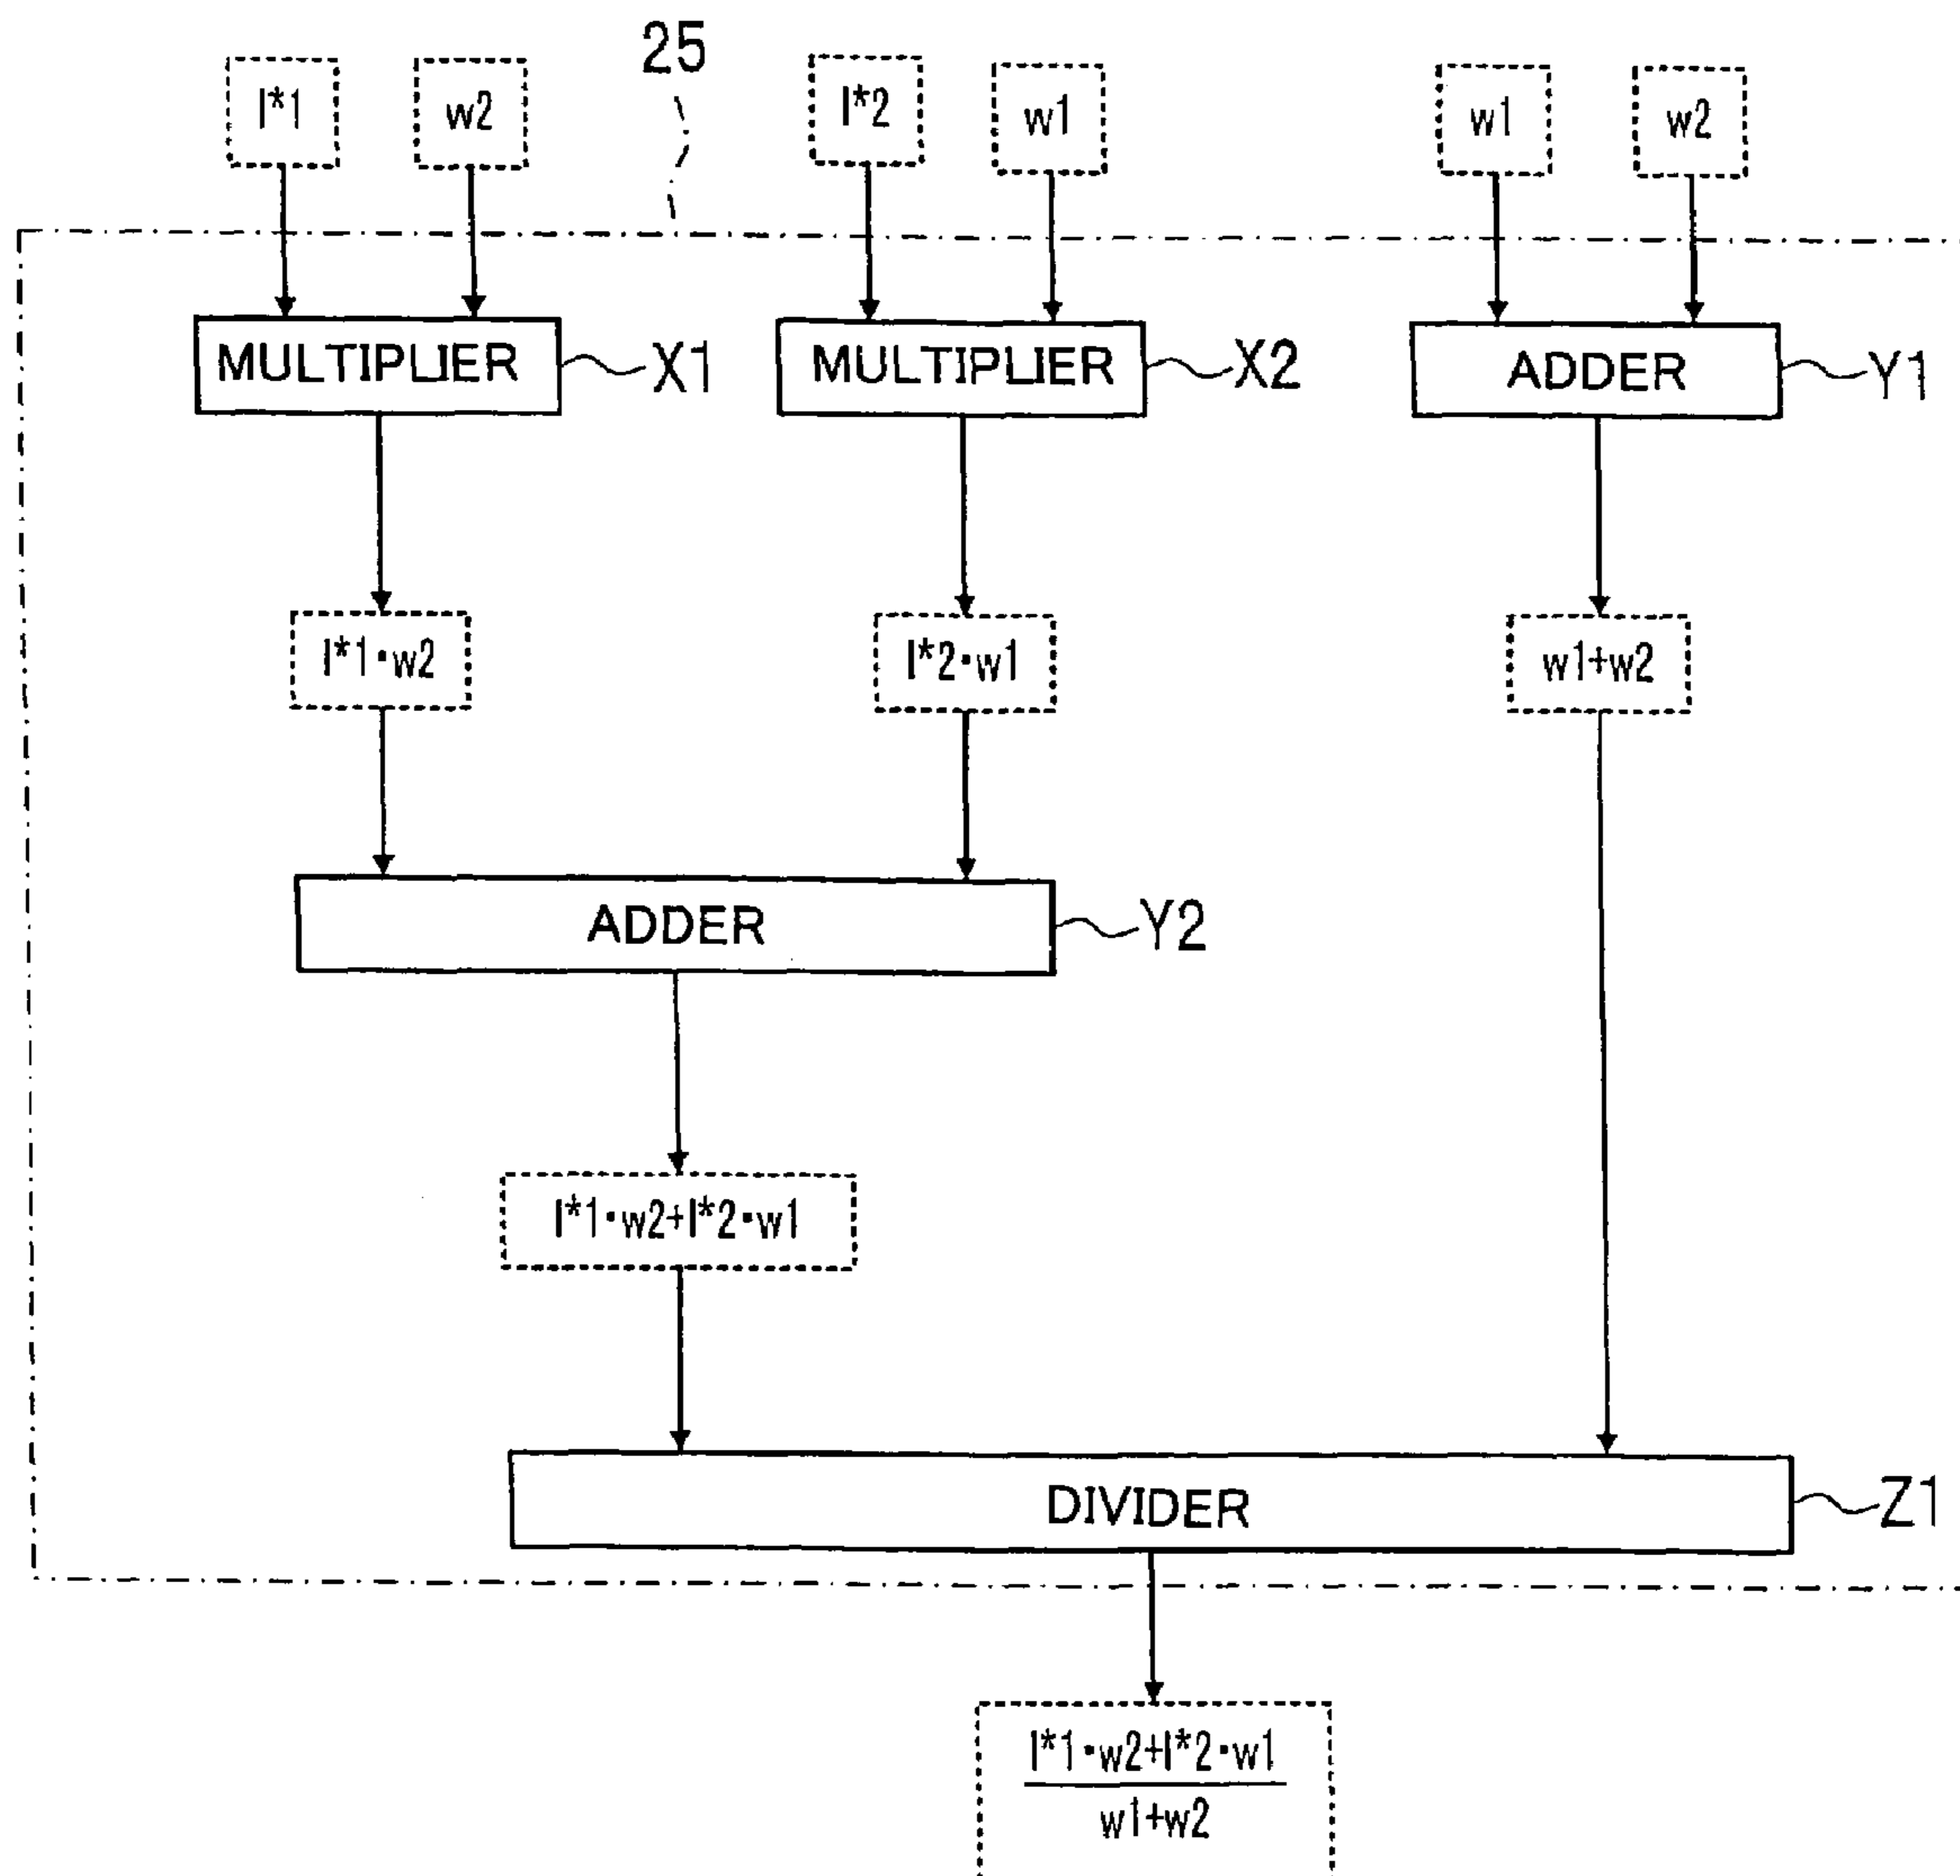 25
I*1
w2
I*2
w1
w1
w2
MULTIPLIER
X1
MULTIPLIER
X2
ADDER
Y1
I*1·w2
I*2·w1
w1+w2
ADDER
Y2
I*1·w2+I*2·w1
DIVIDER
Z1
I*1·w2+I*2·w1
w1+w2